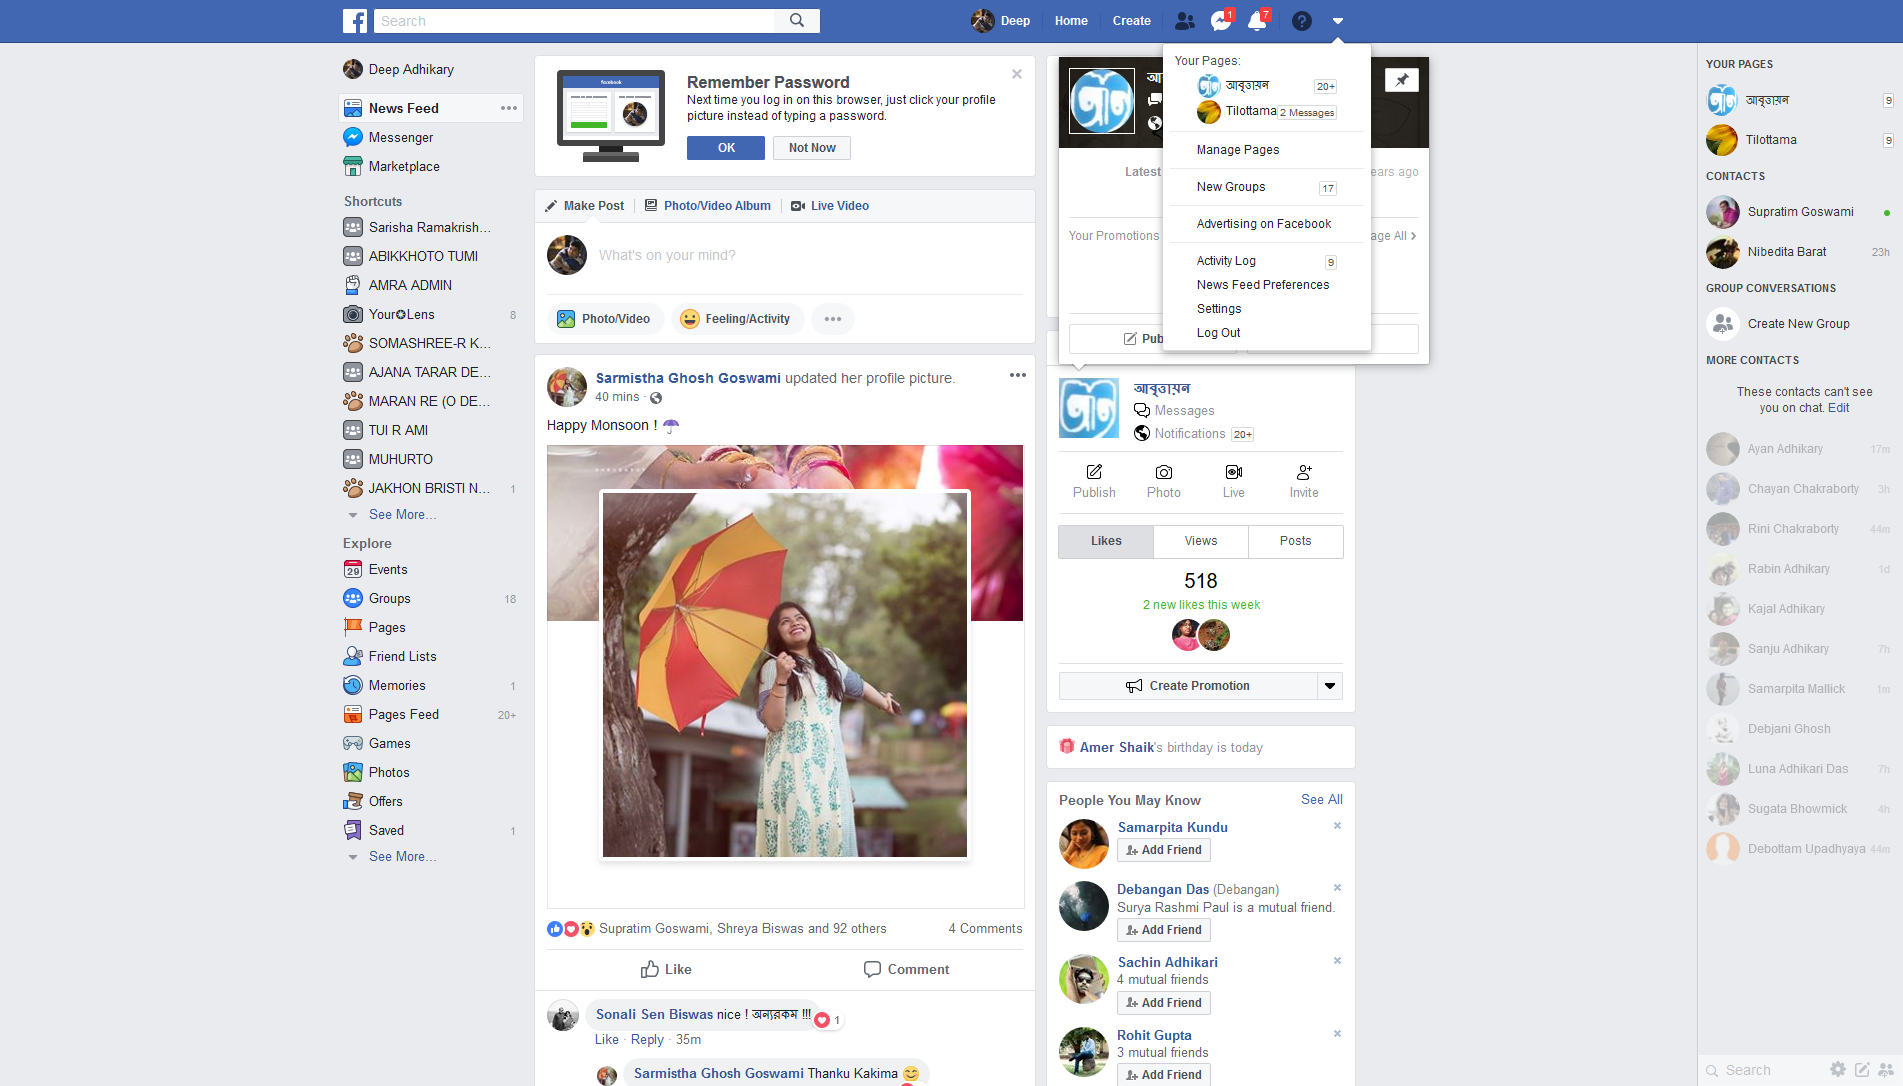 Search
Deep
Home
Create
1
7
Deep Adhikary
News Feed
Messenger
Marketplace
Shortcuts
Sarisha Ramakrish...
ABIKKHOTO TUMI
AMRA ADMIN
Your✪Lens 8
SOMASHREE-R K...
AJANA TARAR DE...
MARAN RE (O DE...
TUI R AMI
MUHURTO
JAKHON BRISTI N... 1
See More...
Explore
29 Events
Groups 18
Pages
Friend Lists
Memories 1
Pages Feed 20+
Games
Photos
Offers
Saved 1
See More...
facebook
Remember Password
Next time you log in on this browser, just click your profile
picture instead of typing a password.
OK
Not Now
Make Post
Photo/Video Album
Live Video
What's on your mind?
Photo/Video
Feeling/Activity
Sarmistha Ghosh Goswami updated her profile picture.
40 mins ·
Happy Monsoon ! ☂
Supratim Goswami, Shreya Biswas and 92 others
4 Comments
Like
Comment
Sonali Sen Biswas nice ! অন্যরকম !!!
1
Like · Reply · 35m
Sarmistha Ghosh Goswami Thanku Kakima 😊
Your Pages:
আবৃত্তায়ন 20+
Tilottama 2 Messages
Manage Pages
New Groups 17
Advertising on Facebook
Activity Log 9
News Feed Preferences
Settings
Log Out
Latest
ears ago
Your Promotions
age All
Pub
আবৃত্তায়ন
Messages
Notifications 20+
Publish
Photo
Live
Invite
Likes
Views
Posts
518
2 new likes this week
Create Promotion
Amer Shaik's birthday is today
People You May Know
See All
Samarpita Kundu
Add Friend
Debangan Das (Debangan)
Surya Rashmi Paul is a mutual friend.
Add Friend
Sachin Adhikari
4 mutual friends
Add Friend
Rohit Gupta
3 mutual friends
Add Friend
YOUR PAGES
আবৃত্তায়ন 9
Tilottama 9
CONTACTS
Supratim Goswami
Nibedita Barat 23h
GROUP CONVERSATIONS
Create New Group
MORE CONTACTS
These contacts can't see
you on chat. Edit
Ayan Adhikary 17m
Chayan Chakraborty 3h
Rini Chakraborty 44m
Rabin Adhikary 1d
Kajal Adhikary
Sanju Adhikary 7h
Samarpita Mallick 1m
Debjani Ghosh
Luna Adhikari Das 7h
Sugata Bhowmick 4h
Debottam Upadhyaya 44m
Search